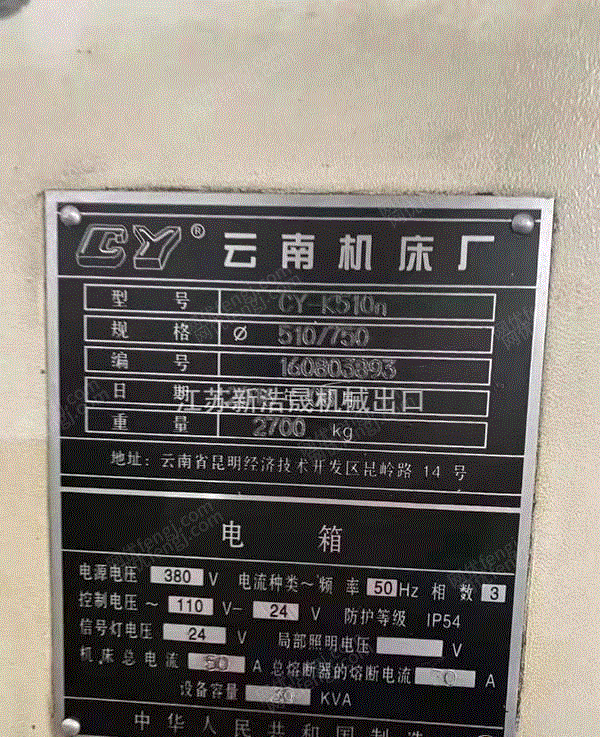 CY® 云南机床厂
型号 CY-K510n
规格 Ø 510/750
编号 160803893
日期
江苏新浩晟机械出口
重量 2700 kg
地址: 云南省昆明经济技术开发区昆岭路 14 号
电箱
电源电压 380 V 电流种类～频率 50 Hz 相数 3
控制电压～ 110 V— 24 V 防护等级 IP54
信号灯电压 24 V 局部照明电压 V
机床总电流 A 总熔断器的熔断电流 A
设备容量 KVA
中华人民共和国制造